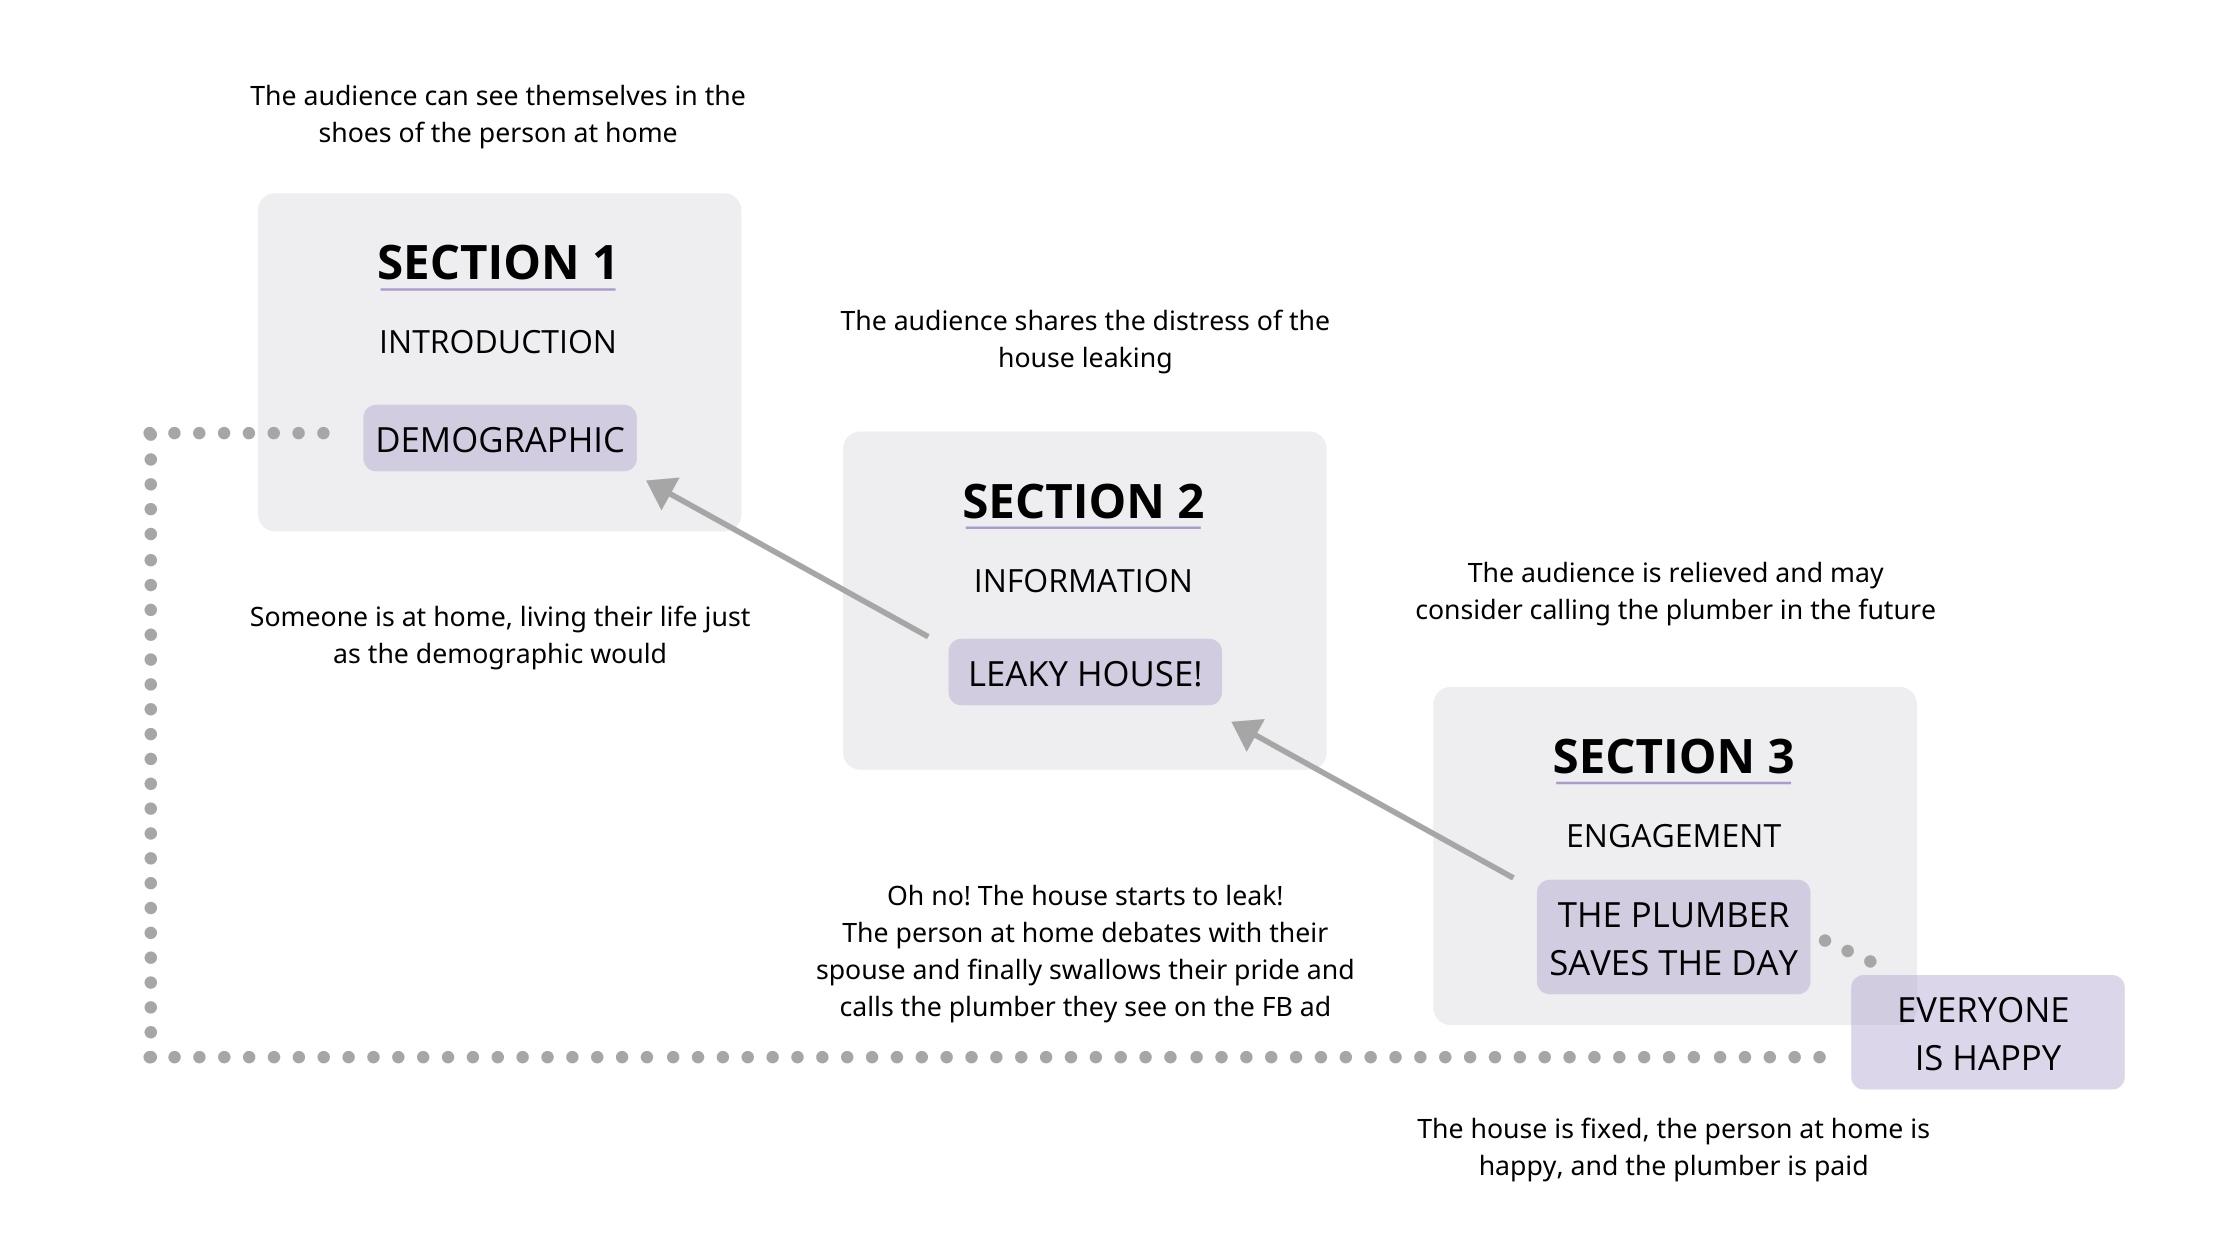 The audience can see themselves in the
shoes of the person at home
SECTION 1
INTRODUCTION
DEMOGRAPHIC
Someone is at home, living their life just
as the demographic would
The audience shares the distress of the
house leaking
SECTION 2
INFORMATION
LEAKY HOUSE!
Oh no! The house starts to leak!
The person at home debates with their
spouse and finally swallows their pride and
calls the plumber they see on the FB ad
The audience is relieved and may
consider calling the plumber in the future
SECTION 3
ENGAGEMENT
THE PLUMBER
SAVES THE DAY
EVERYONE
IS HAPPY
The house is fixed, the person at home is
happy, and the plumber is paid